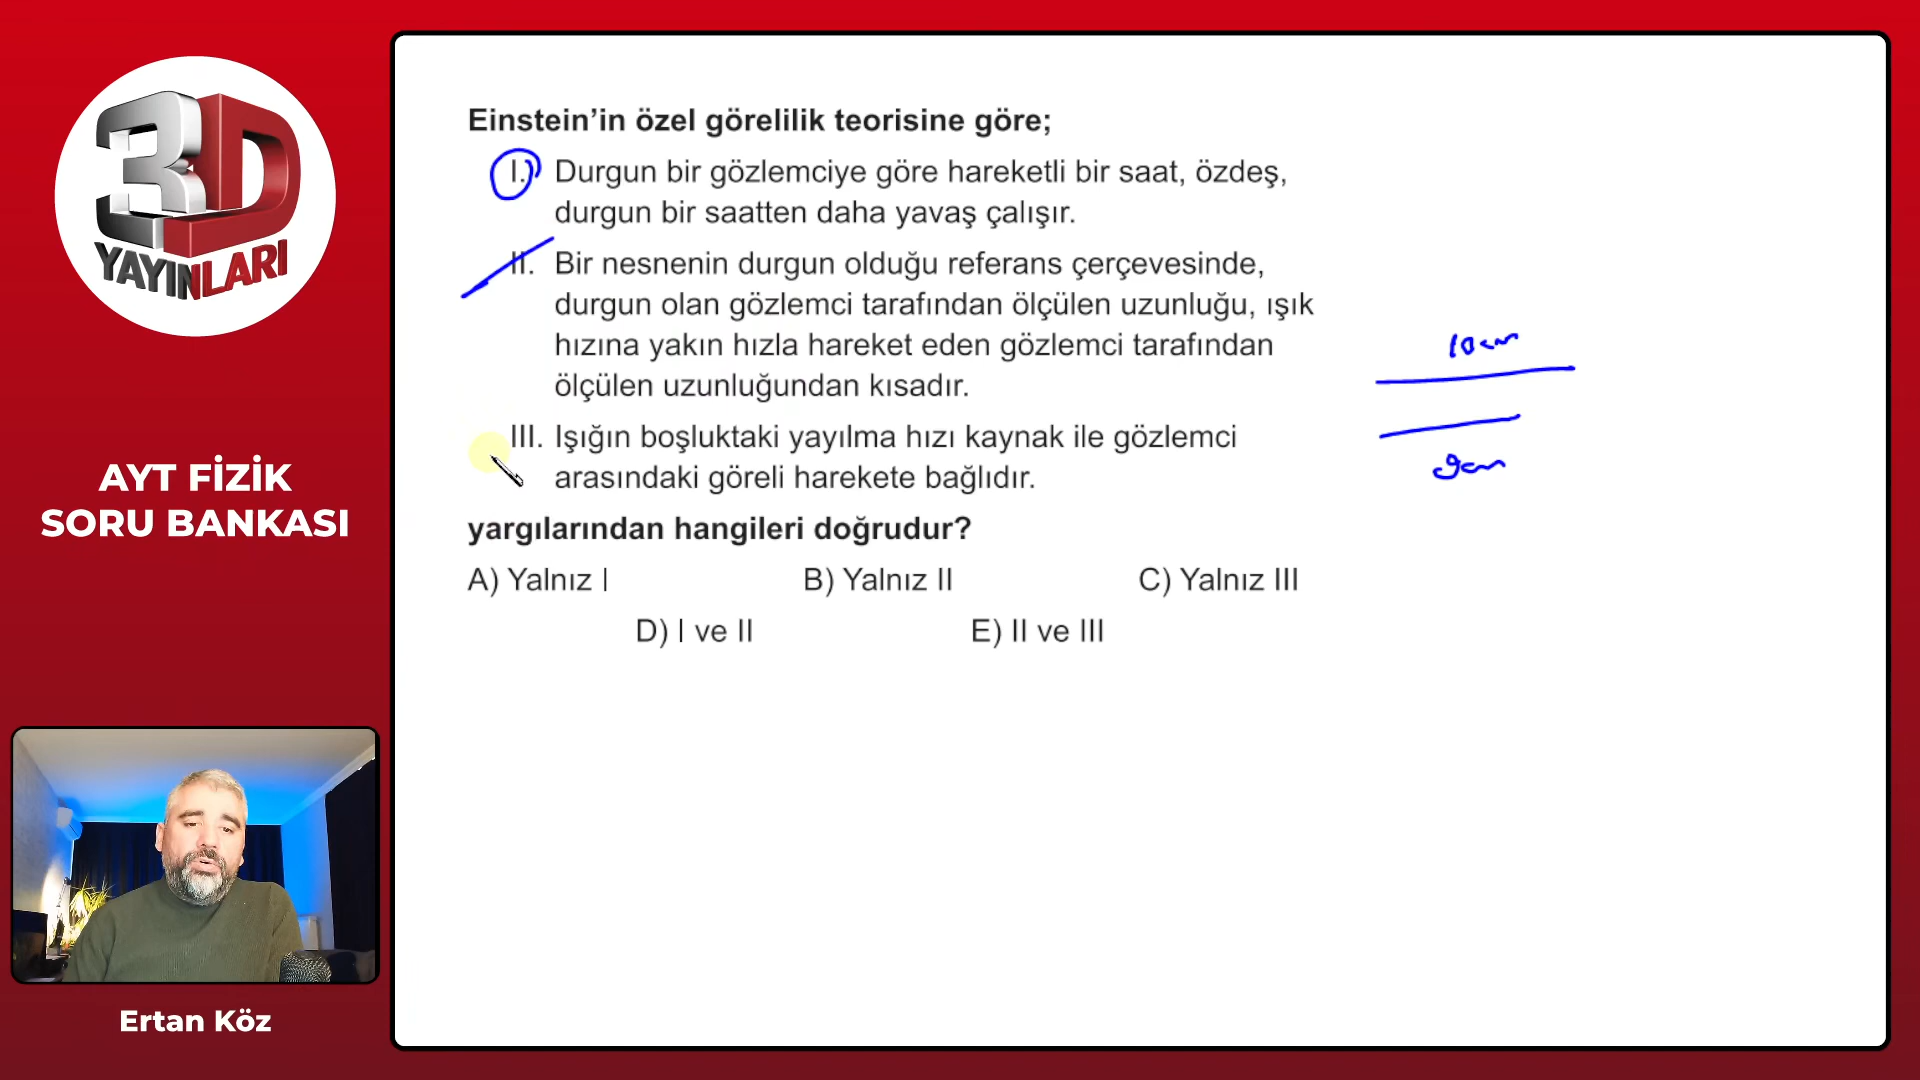 3D
YAYINLARI
AYT FİZİK
SORU BANKASI
Ertan Köz
Einstein’in özel görelilik teorisine göre;
I. Durgun bir gözlemciye göre hareketli bir saat, özdeş,
durgun bir saatten daha yavaş çalışır.
II. Bir nesnenin durgun olduğu referans çerçevesinde,
durgun olan gözlemci tarafından ölçülen uzunluğu, ışık
hızına yakın hızla hareket eden gözlemci tarafından
ölçülen uzunluğundan kısadır.
III. Işığın boşluktaki yayılma hızı kaynak ile gözlemci
arasındaki göreli harekete bağlıdır.
yargılarından hangileri doğrudur?
A) Yalnız I B) Yalnız II C) Yalnız III
D) I ve II E) II ve III
10cm
9cm